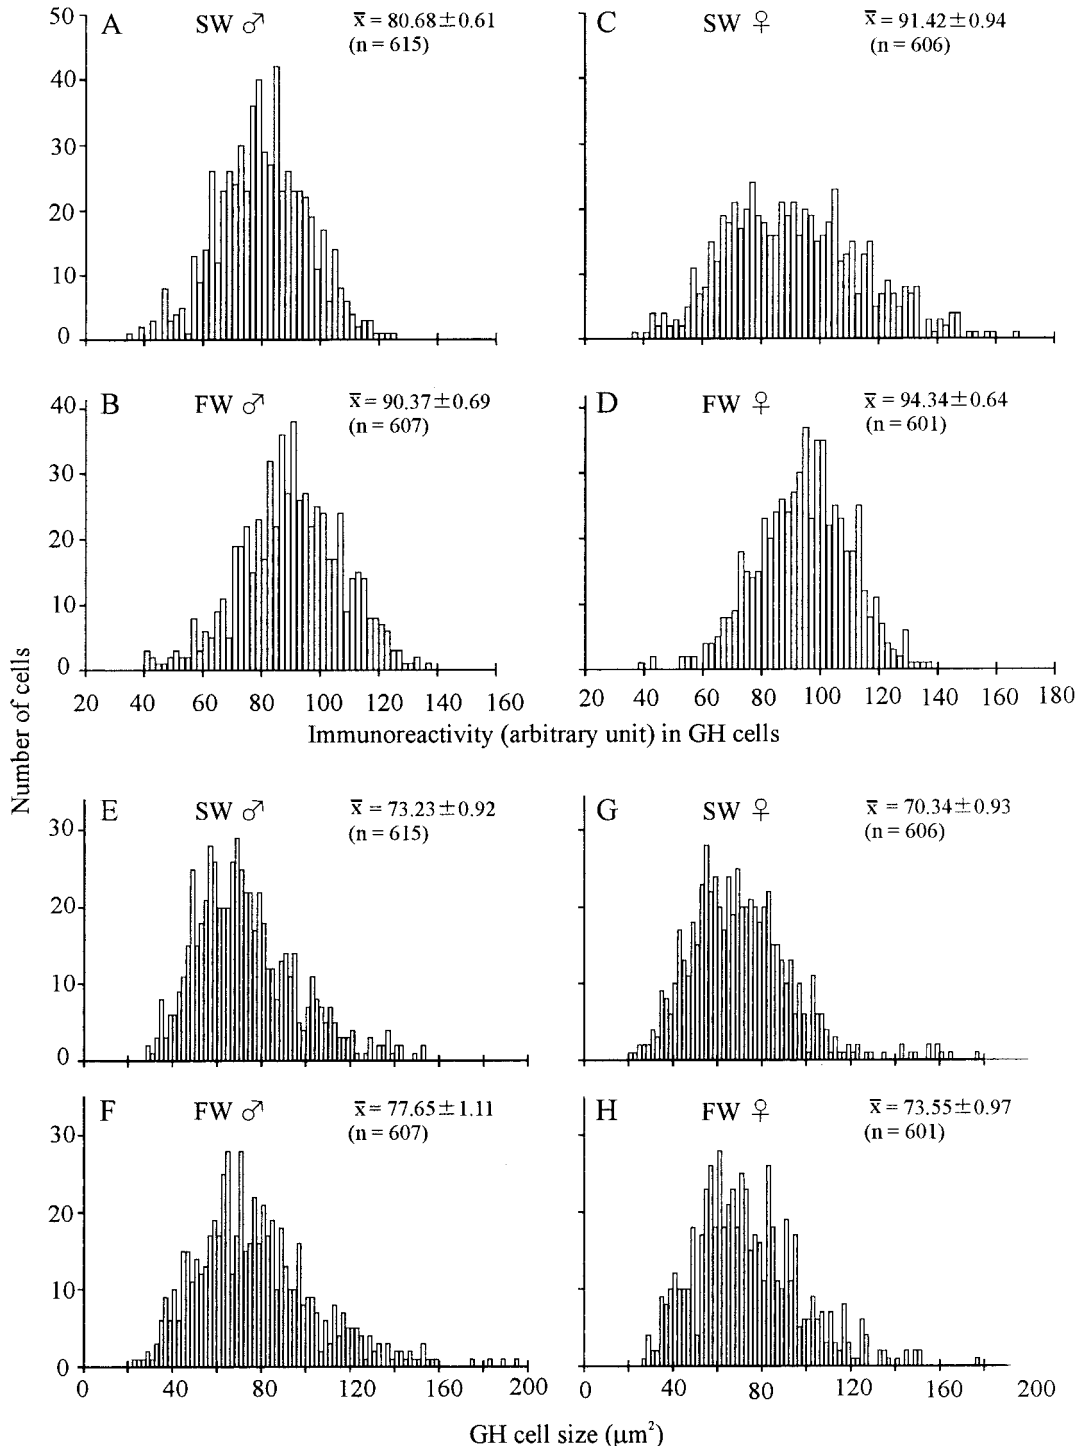 A SW ♂ x̄ = 80.68±0.61
(n = 615)
50
40
30
20
10
0
C SW ♀ x̄ = 91.42±0.94
(n = 606)
B FW ♂ x̄ = 90.37±0.69
(n = 607)
40
30
20
10
0
20 40 60 80 100 120 140 160
D FW ♀ x̄ = 94.34±0.64
(n = 601)
20 40 60 80 100 120 140 160 180
Immunoreactivity (arbitrary unit) in GH cells
Number of cells
E SW ♂ x̄ = 73.23±0.92
(n = 615)
30
20
10
0
G SW ♀ x̄ = 70.34±0.93
(n = 606)
F FW ♂ x̄ = 77.65±1.11
(n = 607)
30
20
10
0
0 40 80 120 160 200
H FW ♀ x̄ = 73.55±0.97
(n = 601)
0 40 80 120 160 200
GH cell size (μm²)